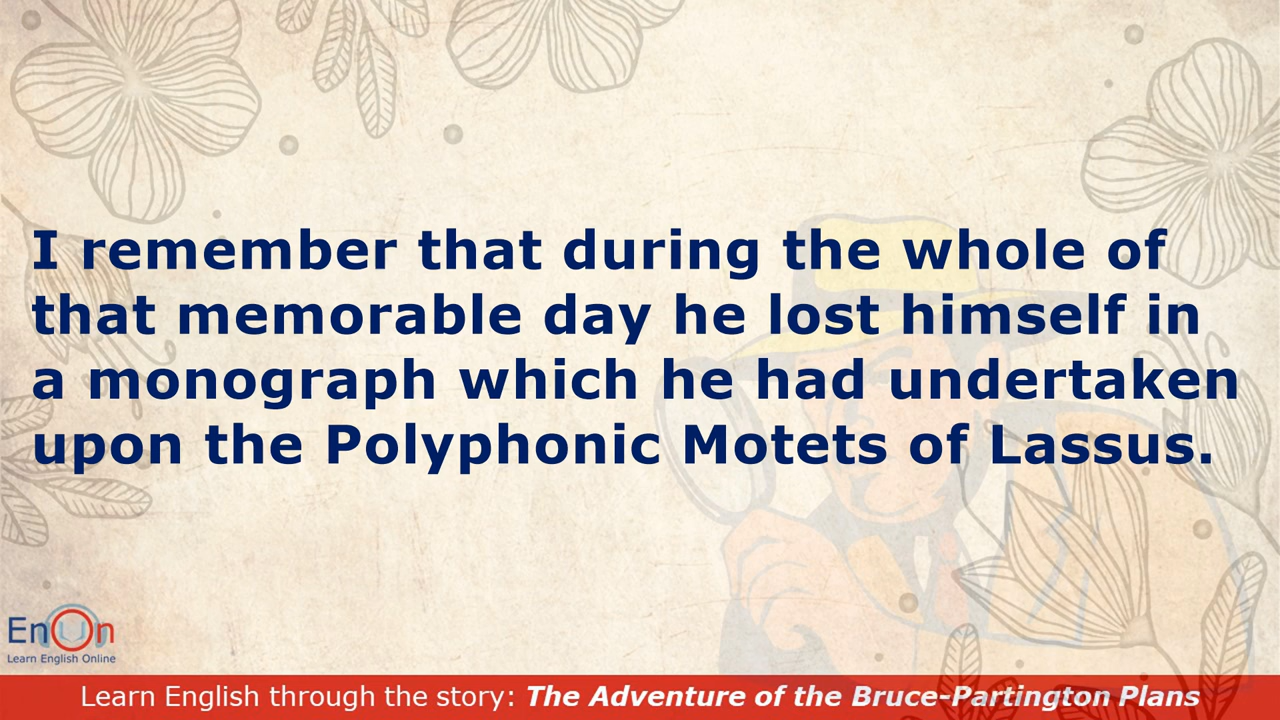 I remember that during the whole of
that memorable day he lost himself in
a monograph which he had undertaken
upon the Polyphonic Motets of Lassus.
EnOn
Learn English Online
Learn English through the story: The Adventure of the Bruce-Partington Plans